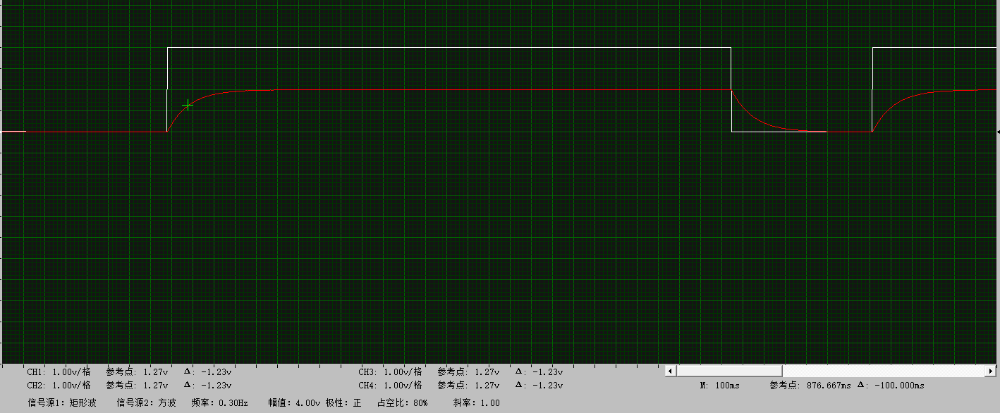 CH1: 1.00v/格 参考点: 1.27v Δ: -1.23v CH3: 1.00v/格 参考点: 1.27v Δ: -1.23v
CH2: 1.00v/格 参考点: 1.27v Δ: -1.23v CH4: 1.00v/格 参考点: 1.27v Δ: -1.23v M: 100ms 参考点: 876.667ms Δ: -100.000ms
信号源1: 矩形波 信号源2: 方波 频率: 0.30Hz 幅值: 4.00v 极性: 正 占空比: 80% 斜率: 1.00